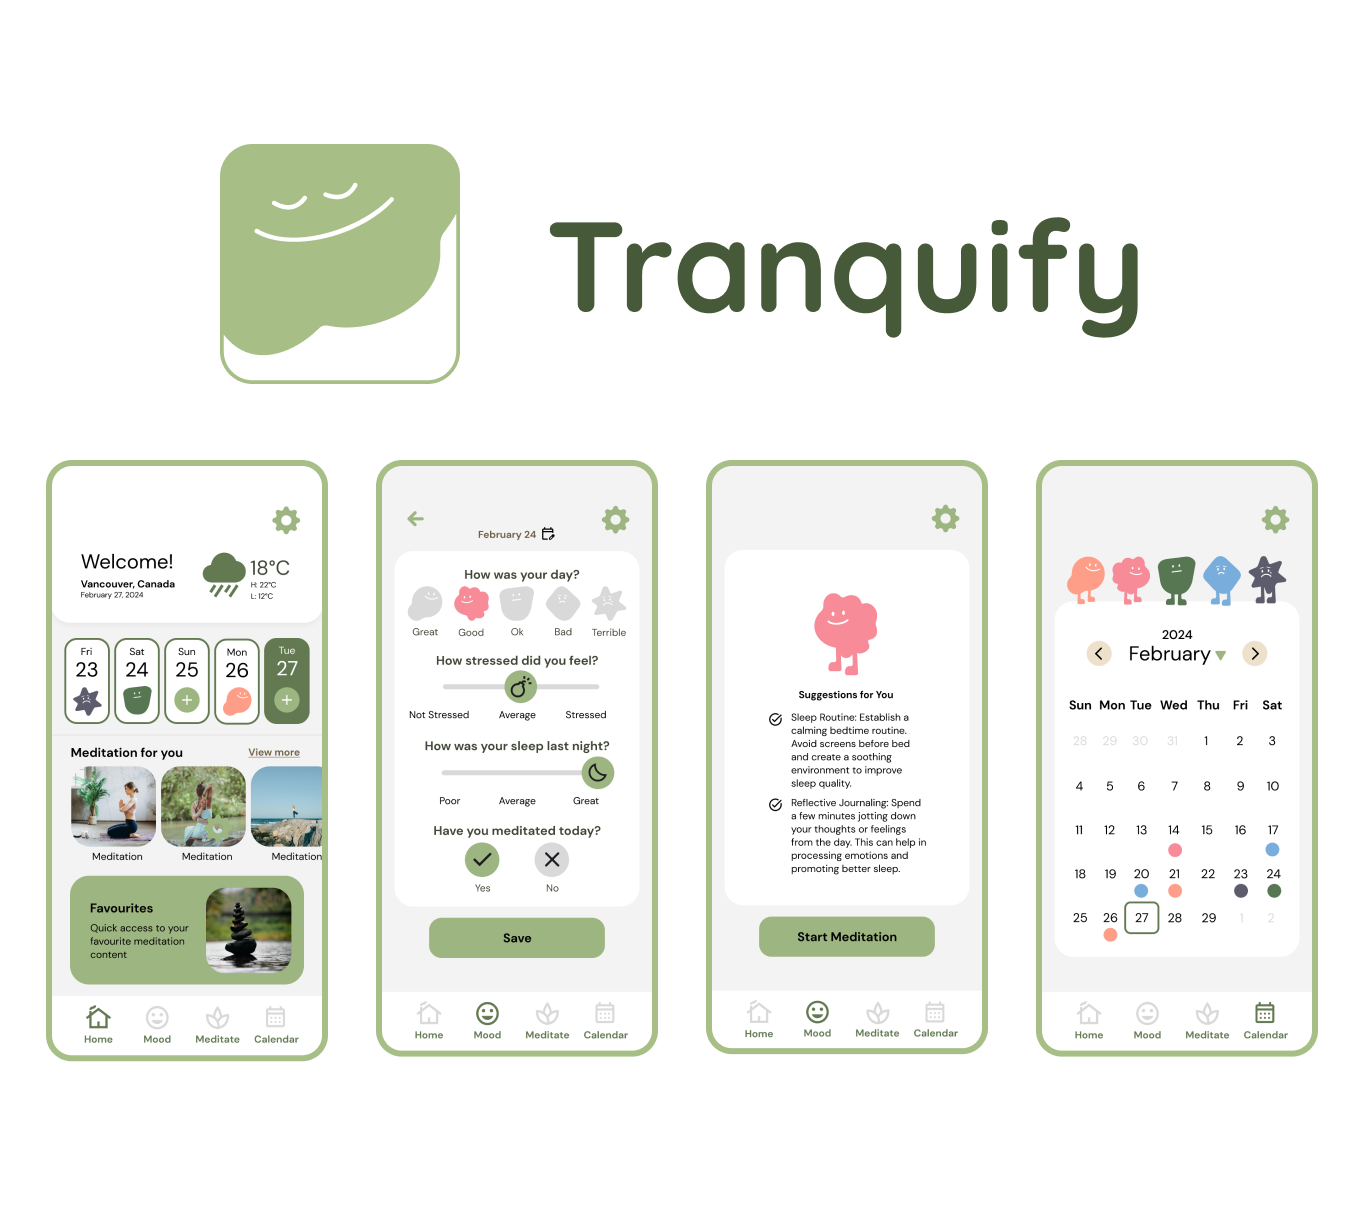 Tranquify
Welcome!
Vancouver, Canada
February 27, 2024
18°C
H: 22°C
L: 12°C
Fri
23
Sat
24
Sun
25
Mon
26
Tue
27
Meditation for you
View more
Meditation
Meditation
Meditation
Favourites
Quick access to your
favourite meditation
content
Home
Mood
Meditate
Calendar
February 24
How was your day?
Great
Good
Ok
Bad
Terrible
How stressed did you feel?
Not Stressed
Average
Stressed
How was your sleep last night?
Poor
Average
Great
Have you meditated today?
Yes
No
Save
Home
Mood
Meditate
Calendar
Suggestions for You
Sleep Routine: Establish a
calming bedtime routine.
Avoid screens before bed
and create a soothing
environment to improve
sleep quality.
Reflective Journaling: Spend
a few minutes jotting down
your thoughts or feelings
from the day. This can help in
processing emotions and
promoting better sleep.
Start Meditation
Home
Mood
Meditate
Calendar
2024
February
Sun Mon Tue Wed Thu Fri Sat
28 29 30 31 1 2 3
4 5 6 7 8 9 10
11 12 13 14 15 16 17
18 19 20 21 22 23 24
25 26 27 28 29 1 2
Home
Mood
Meditate
Calendar